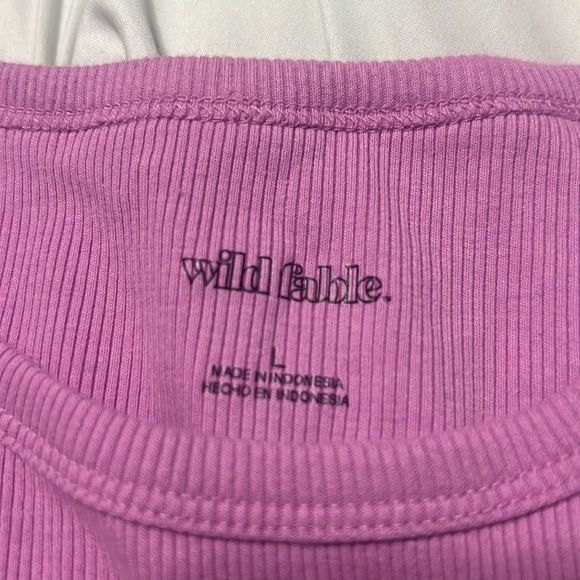 wild fable.
L
MADE IN INDONESIA
HECHO EN INDONESIA